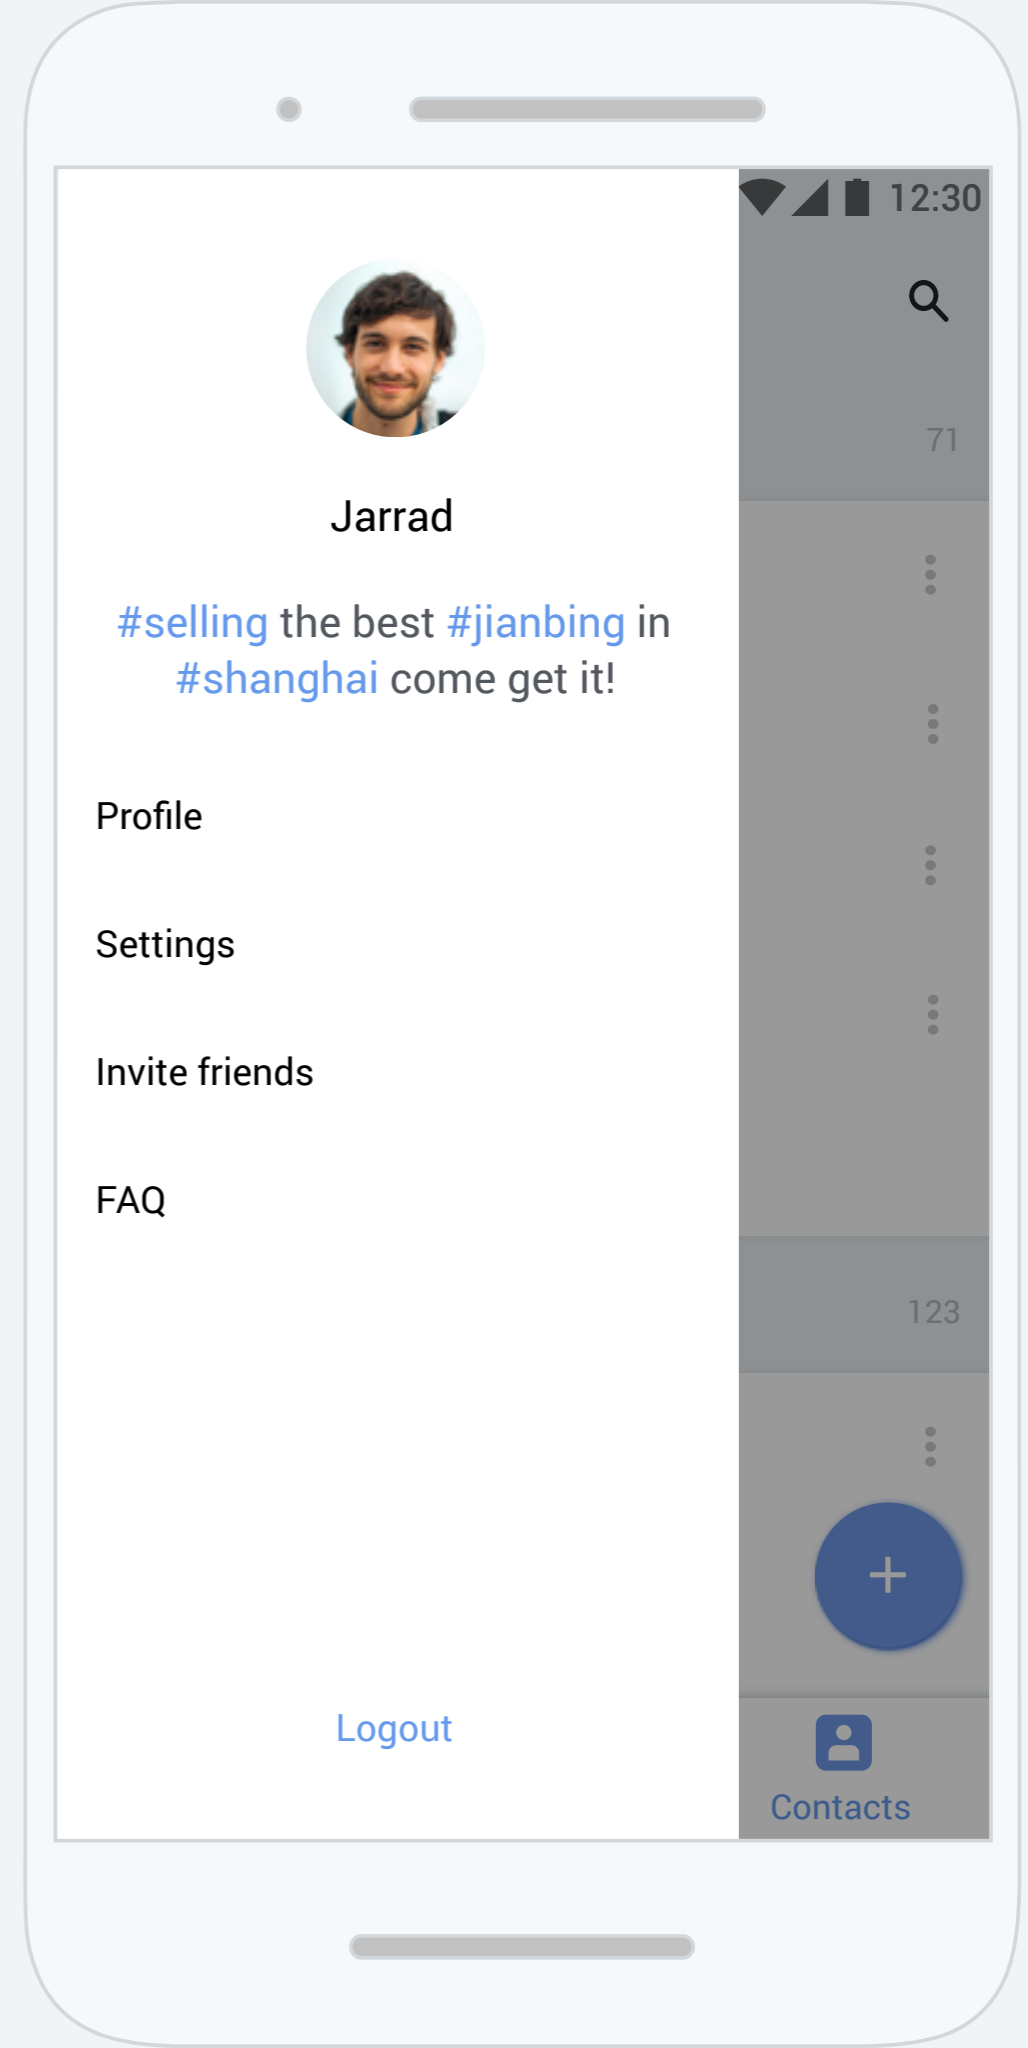 12:30
71
Jarrad
#selling the best #jianbing in
#shanghai come get it!
Profile
Settings
Invite friends
FAQ
123
Logout
Contacts